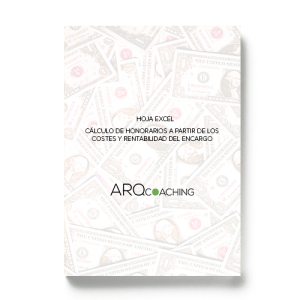 HOJA EXCEL
CÁLCULO DE HONORARIOS A PARTIR DE LOS
COSTES Y RENTABILIDAD DEL ENCARGO
ARQCOACHING